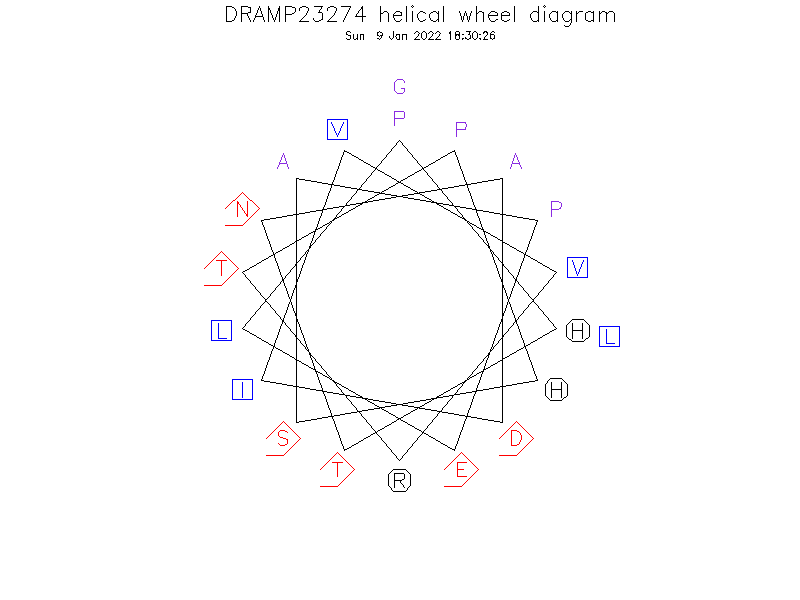 DRAMP23274 helical wheel diagram
Sun 9 Jan 2022 18:30:26
G
V P P
A A
N P
T V
L H L
I H
S D
T R E